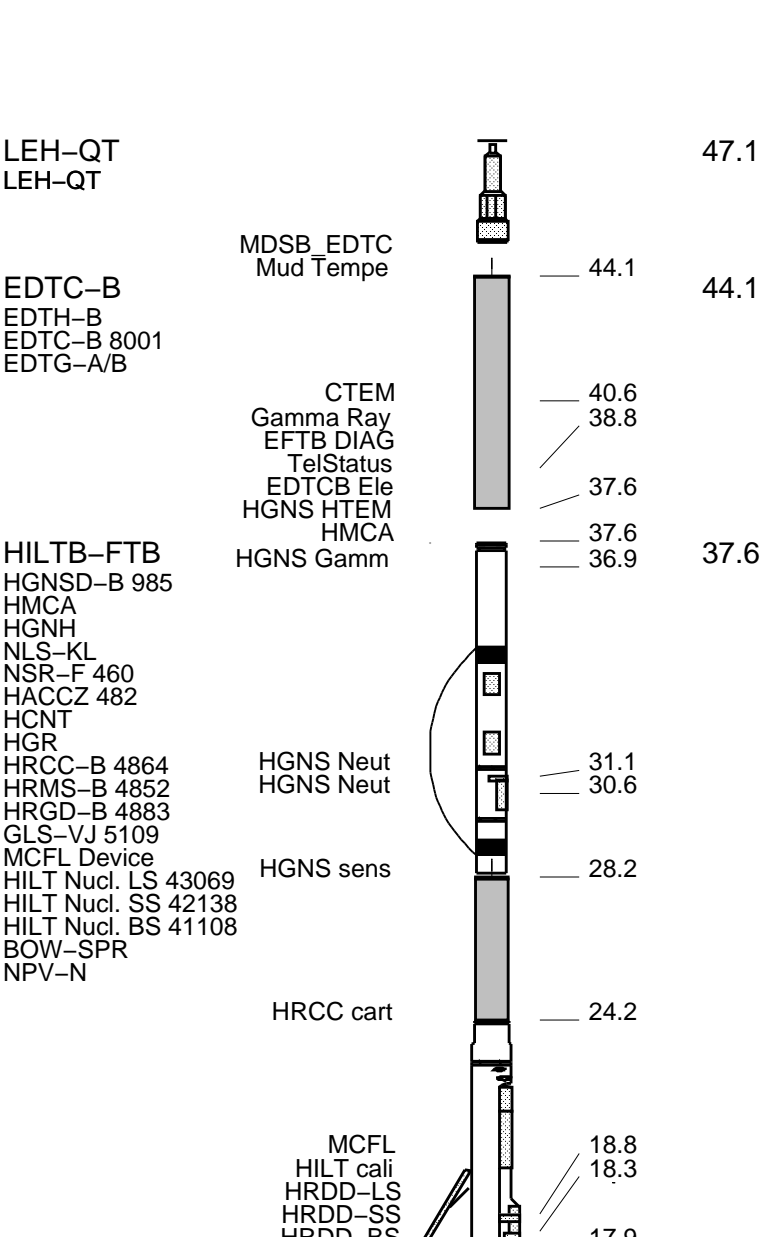 LEH−QT 47.1
LEH−QT
MDSB_EDTC
Mud Tempe 44.1
EDTC−B 44.1
EDTH−B
EDTC−B 8001
EDTG−A/B
CTEM 40.6
Gamma Ray 38.8
EFTB DIAG
TelStatus
EDTCB Ele 37.6
HGNS HTEM
HMCA 37.6
HILTB−FTB 37.6
HGNS Gamm 36.9
HGNSD−B 985
HMCA
HGNH
NLS−KL
NSR−F 460
HACCZ 482
HCNT
HGR
HRCC−B 4864
HGNS Neut 31.1
HRMS−B 4852
HGNS Neut 30.6
HRGD−B 4883
GLS−VJ 5109
MCFL Device
HGNS sens 28.2
HILT Nucl. LS 43069
HILT Nucl. SS 42138
HILT Nucl. BS 41108
BOW−SPR
NPV−N
HRCC cart 24.2
MCFL 18.8
HILT cali 18.3
HRDD−LS
HRDD−SS
HRDD−BS 17.9